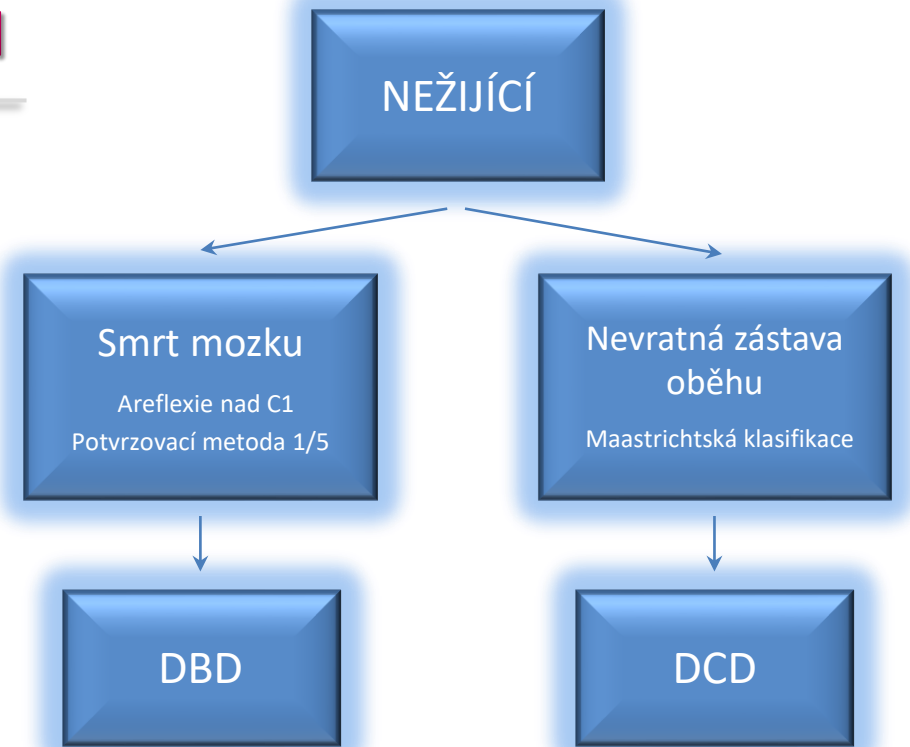 NEŽIJÍCÍ
Smrt mozku
Areflexie nad C1
Potvrzovací metoda 1/5
Nevratná zástava
oběhu
Maastrichtská klasifikace
DBD
DCD